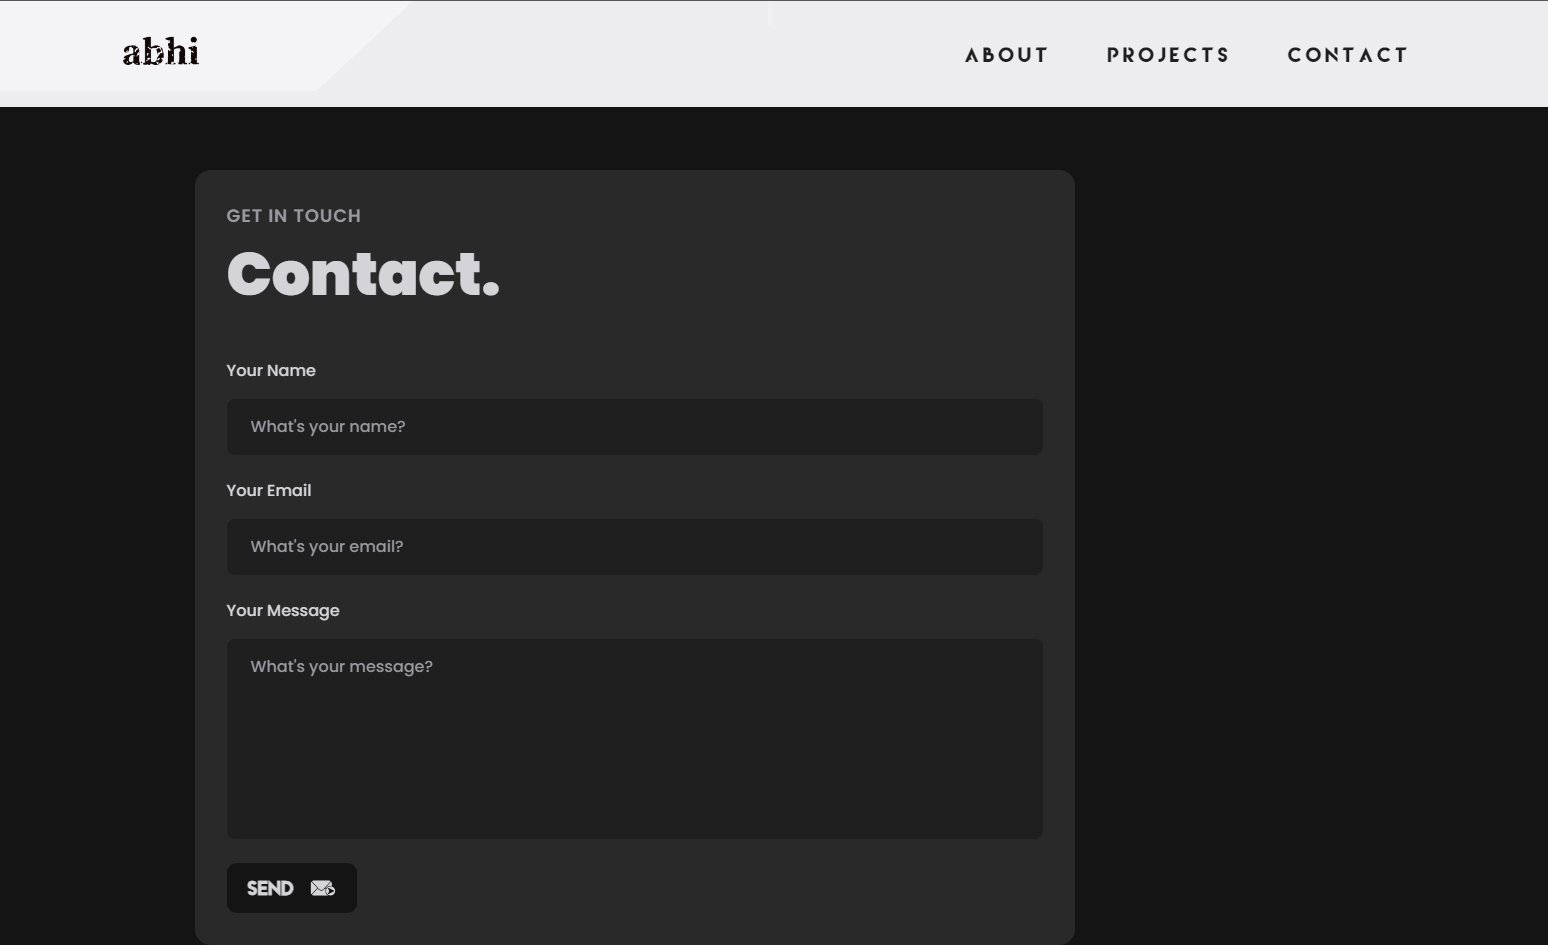 abhi
ABOUT PROJECTS CONTACT
GET IN TOUCH
Contact.
Your Name
What's your name?
Your Email
What's your email?
Your Message
What's your message?
SEND